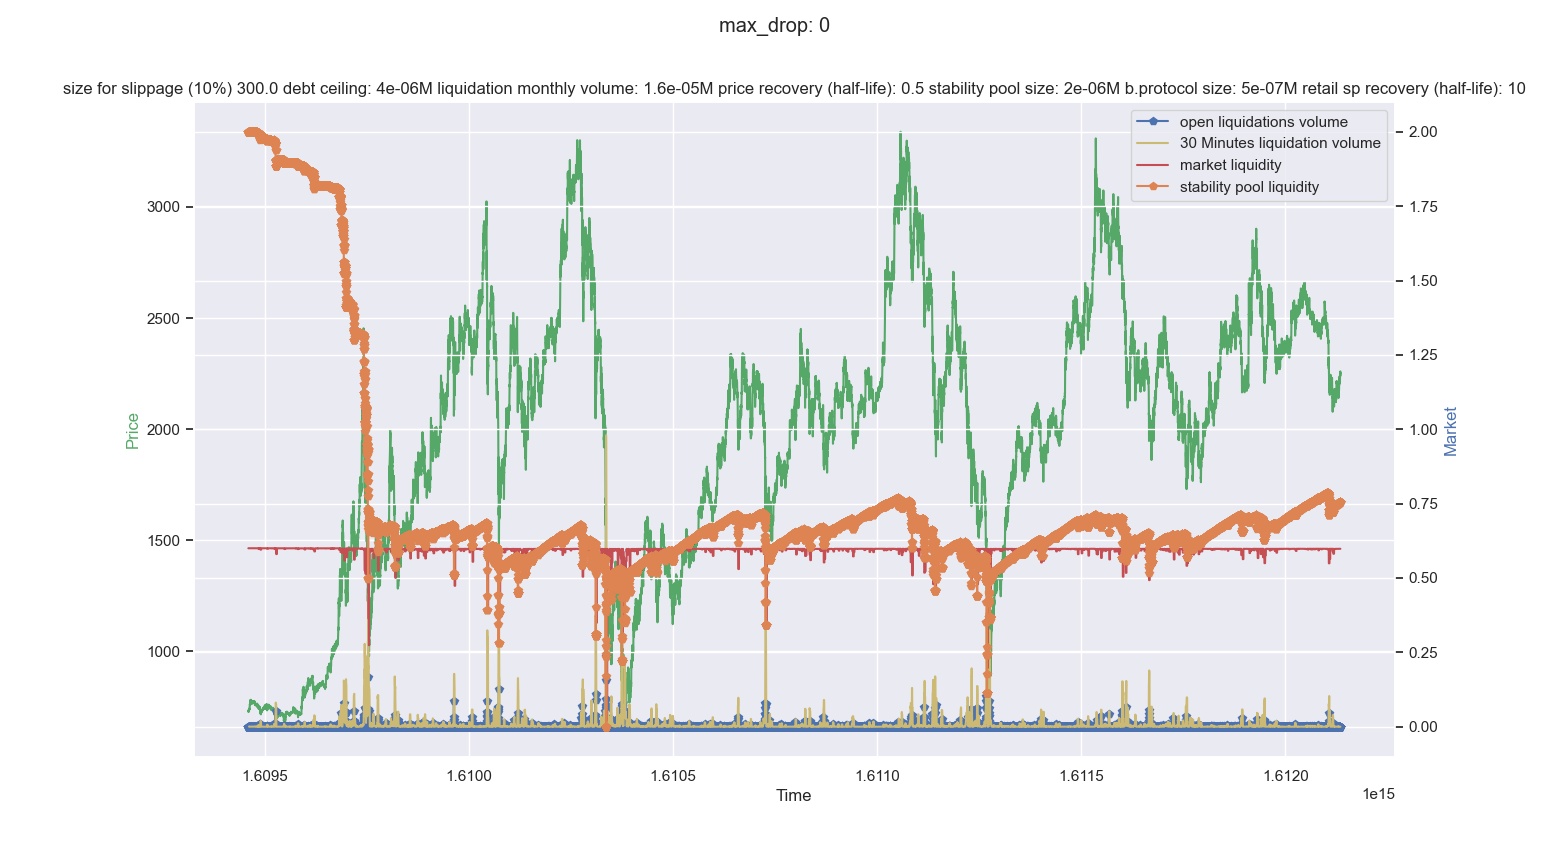 max_drop: 0
size for slippage (10%) 300.0 debt ceiling: 4e-06M liquidation monthly volume: 1.6e-05M price recovery (half-life): 0.5 stability pool size: 2e-06M b.protocol size: 5e-07M retail sp recovery (half-life): 10
open liquidations volume
30 Minutes liquidation volume
market liquidity
stability pool liquidity
3000
2500
2000
1500
1000
Price
2.00
1.75
1.50
1.25
1.00
0.75
0.50
0.25
0.00
Market
1.6095
1.6100
1.6105
1.6110
1.6115
1.6120
Time
1e15